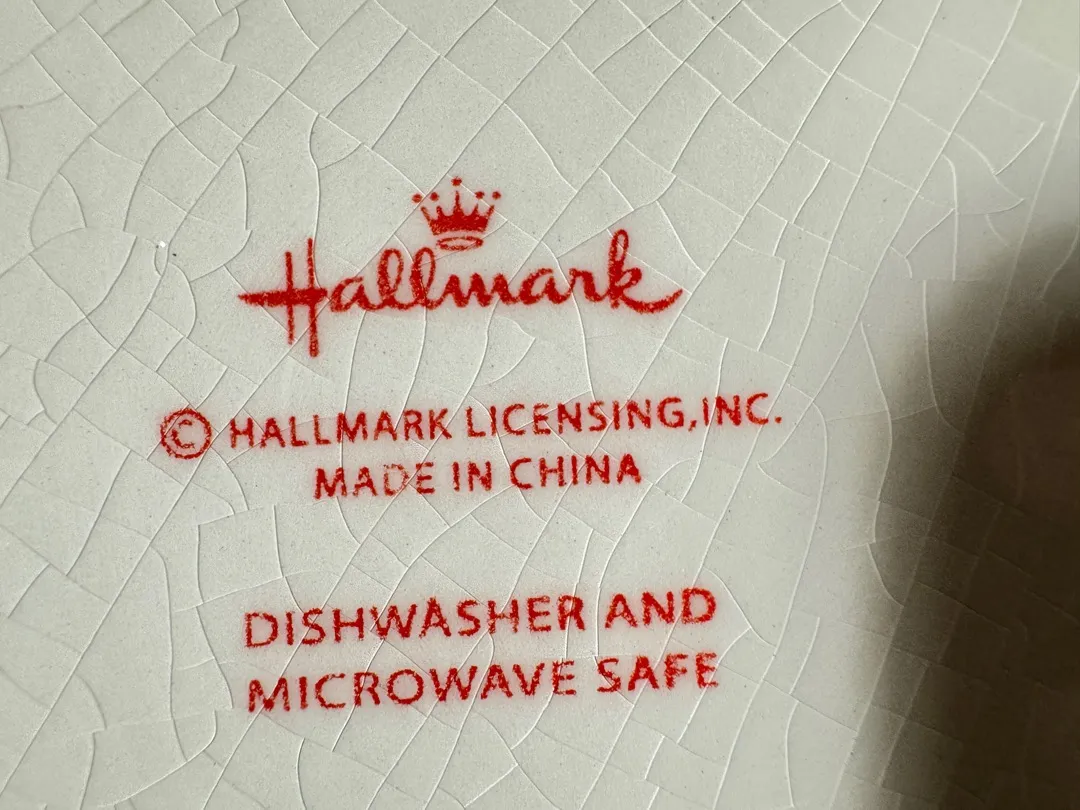 Hallmark
© HALLMARK LICENSING, INC.
MADE IN CHINA
DISHWASHER AND
MICROWAVE SAFE